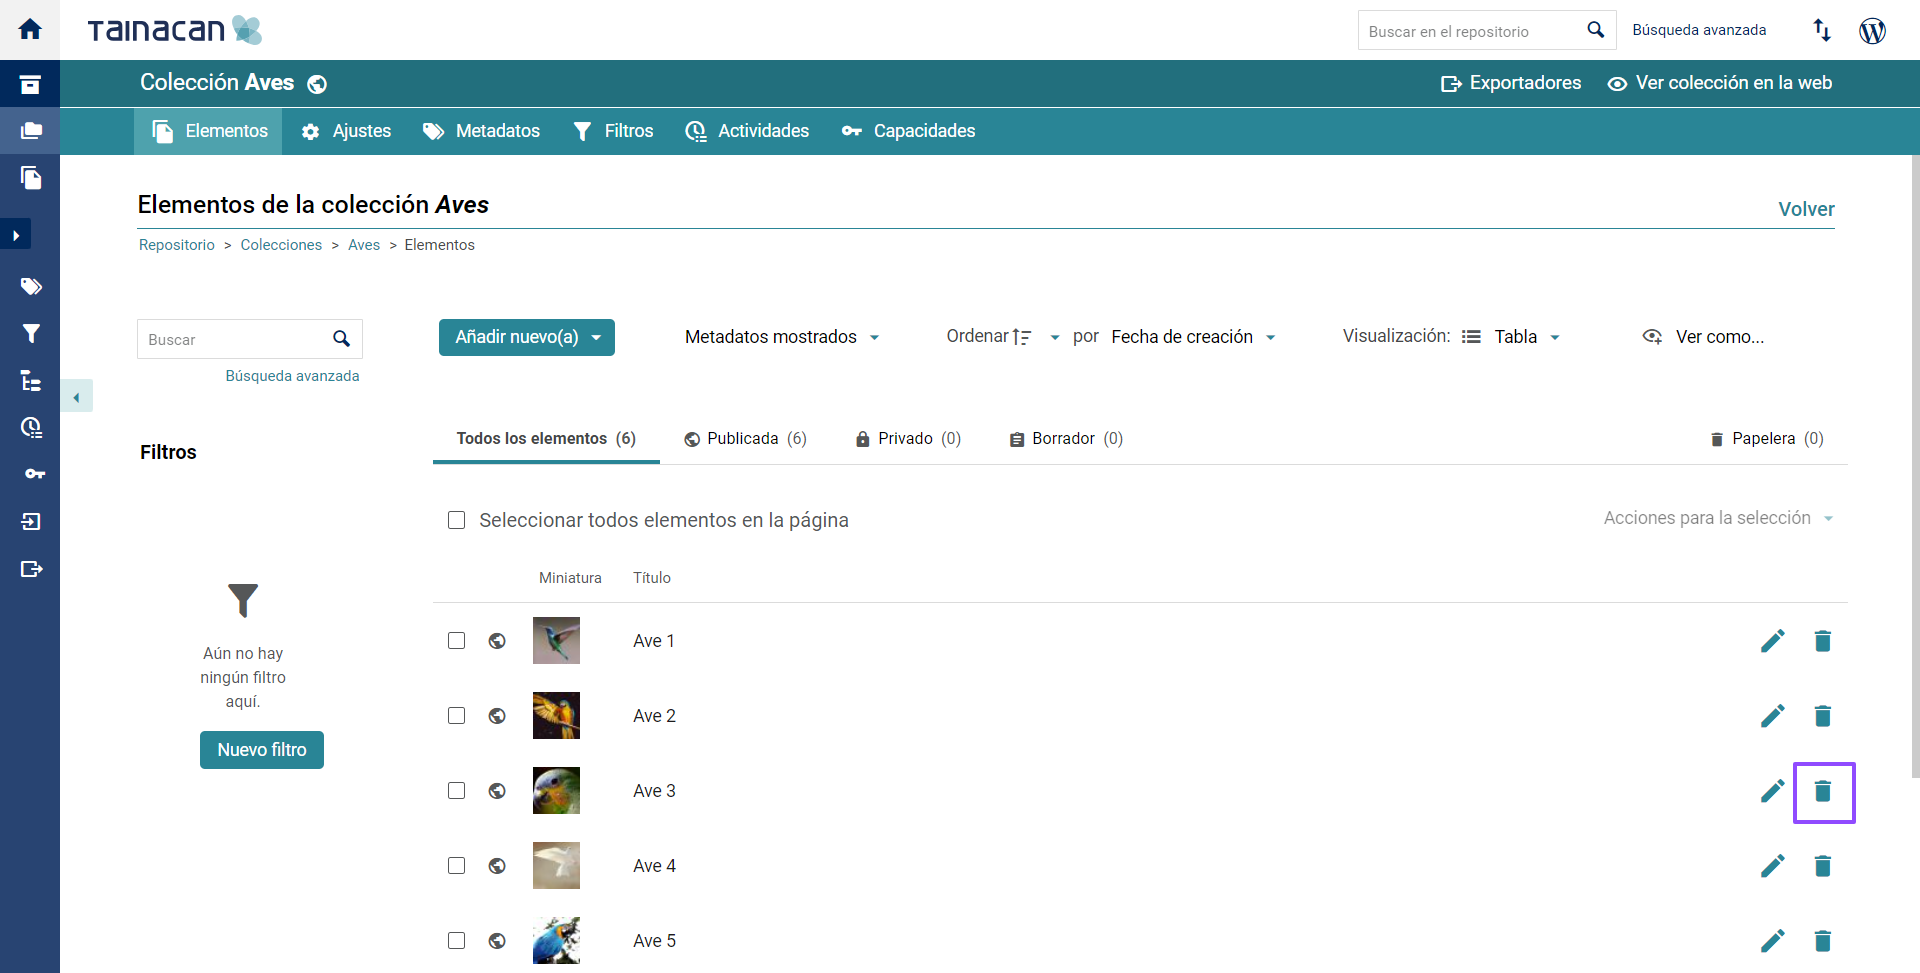 TAINACAN
Buscar en el repositorio
Búsqueda avanzada
Colección Aves
Exportadores
Ver colección en la web
Elementos
Ajustes
Metadatos
Filtros
Actividades
Capacidades
Elementos de la colección Aves
Volver
Repositorio > Colecciones > Aves > Elementos
Buscar
Búsqueda avanzada
Añadir nuevo(a)
Metadatos mostrados
Ordenar
por
Fecha de creación
Visualización:
Tabla
Ver como...
Filtros
Todos los elementos (6)
Publicada (6)
Privado (0)
Borrador (0)
Papelera (0)
Seleccionar todos elementos en la página
Acciones para la selección
Miniatura
Título
Aún no hay
ningún filtro
aquí.
Nuevo filtro
Ave 1
Ave 2
Ave 3
Ave 4
Ave 5